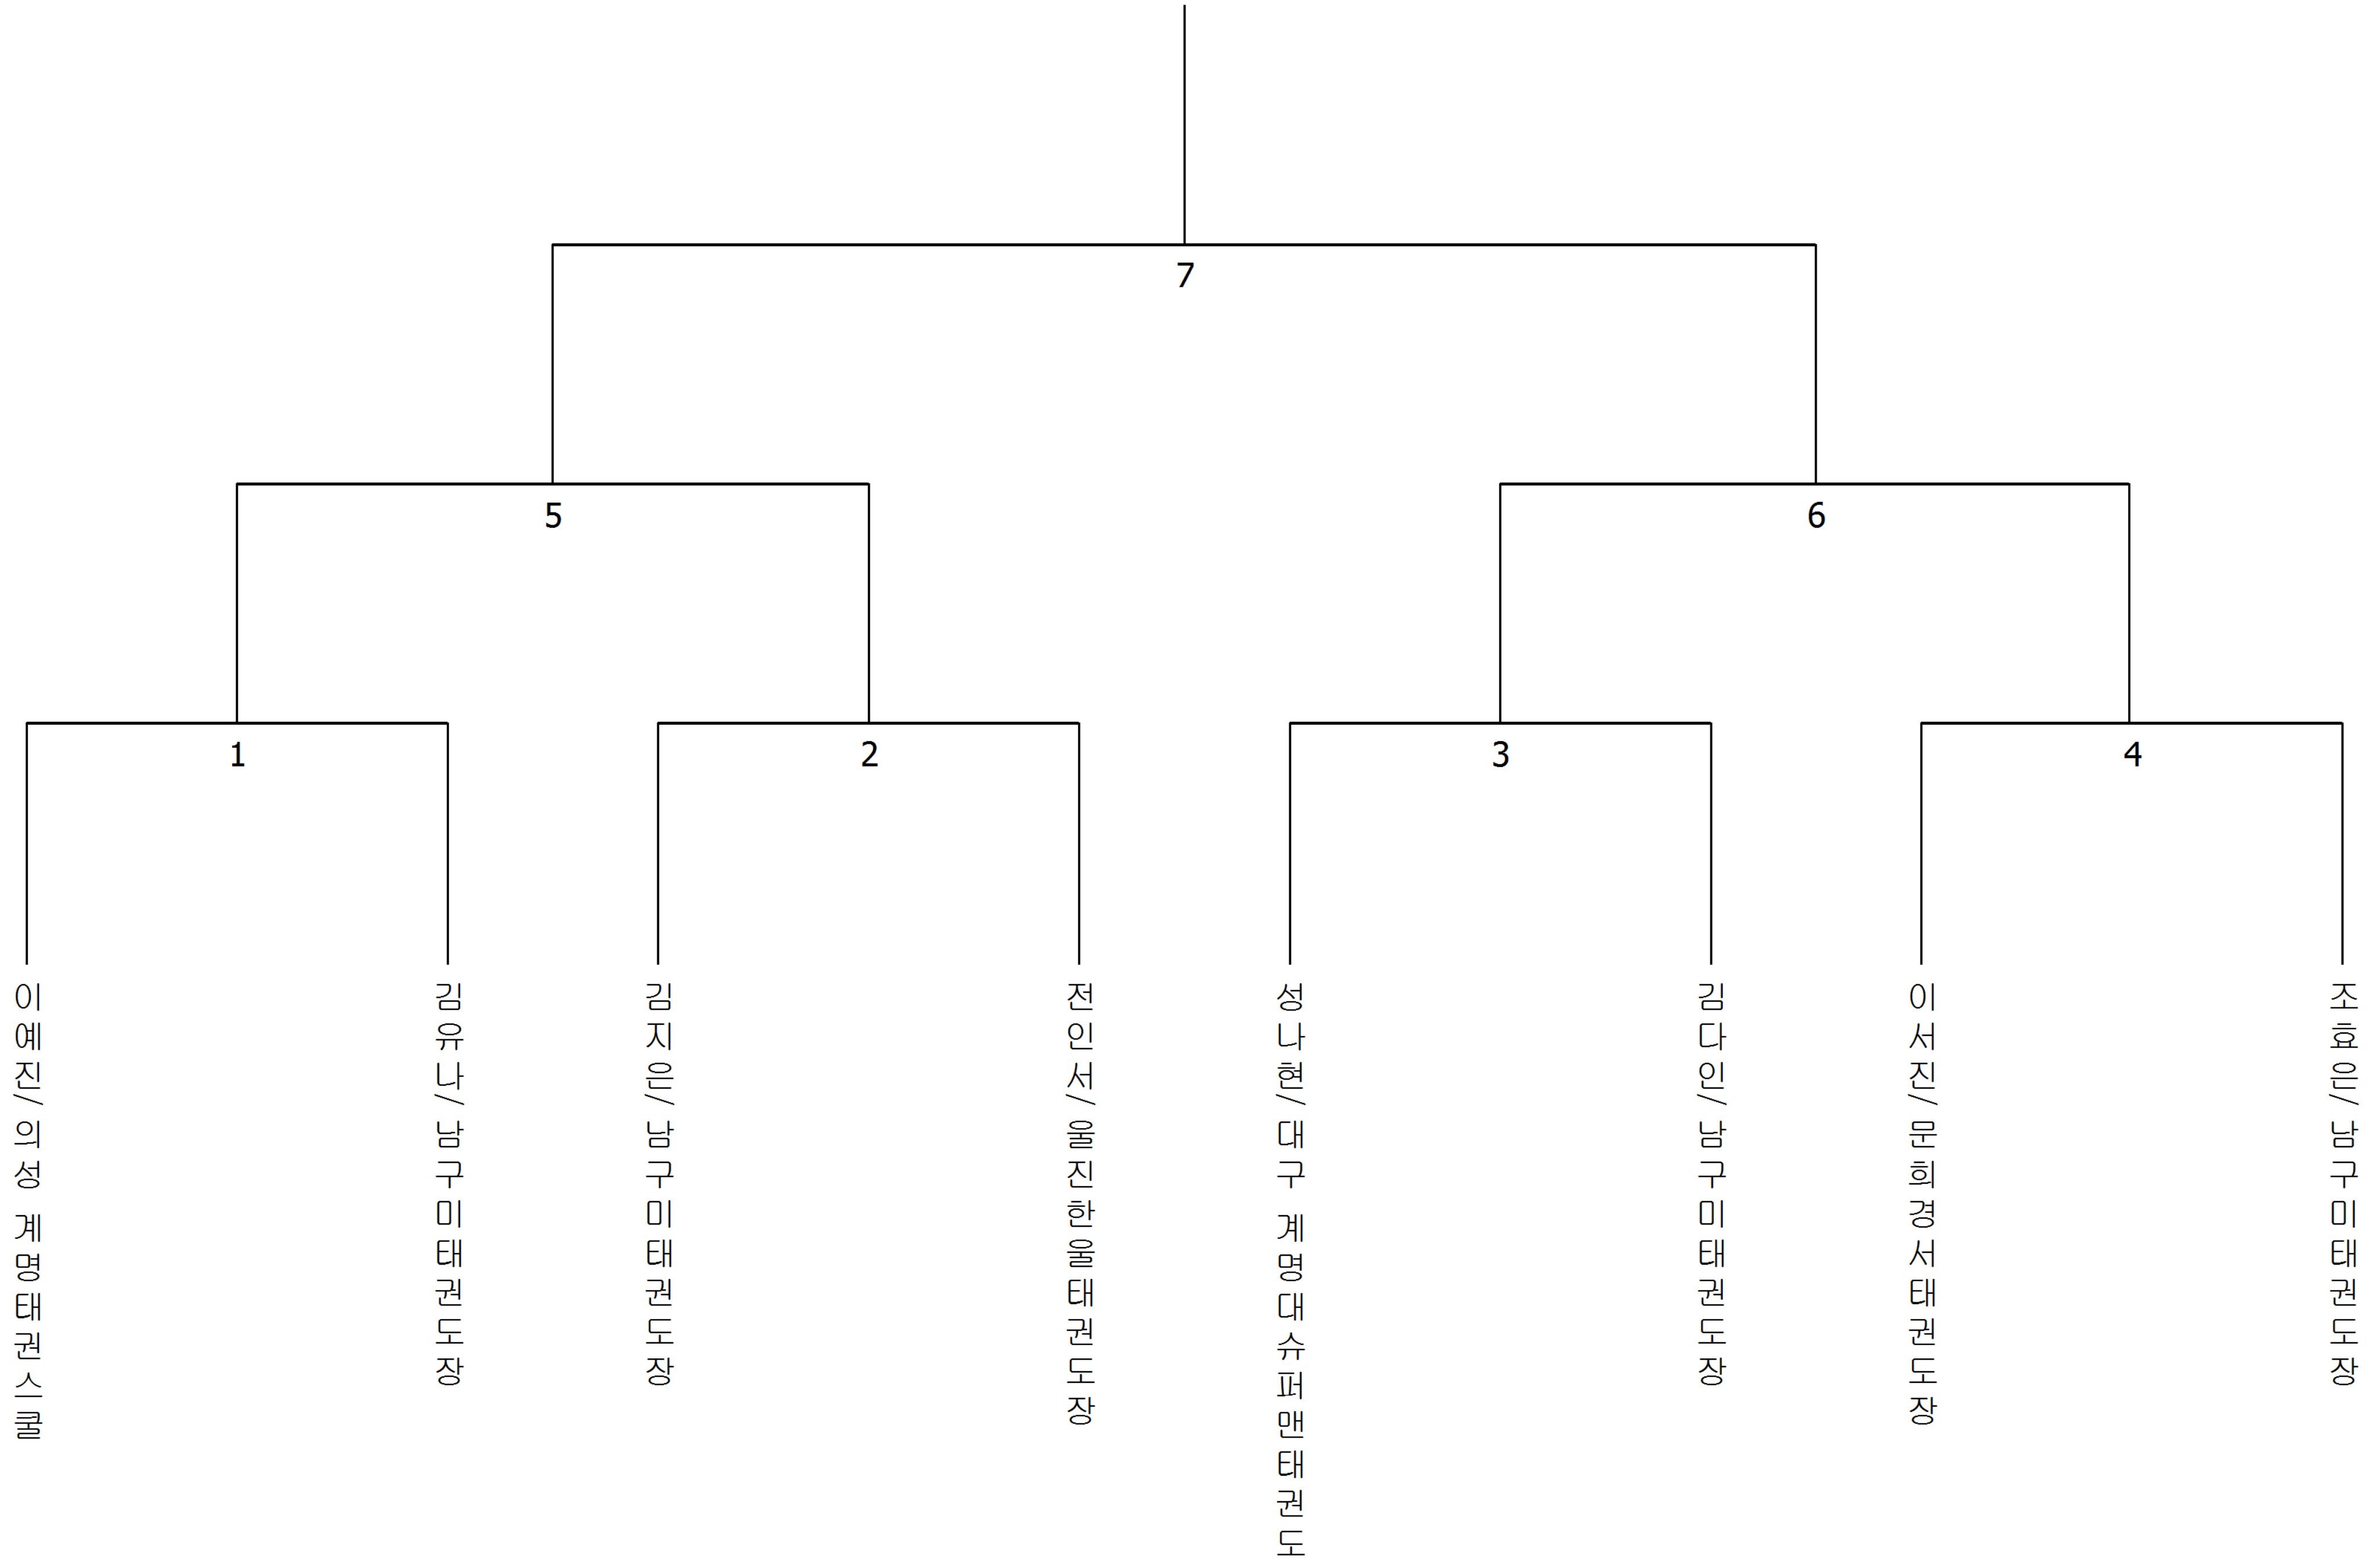 7
5
6
1
2
3
4
이예진/의성 계명태권스쿨
김유나/남구미태권도장
김지은/남구미태권도장
전인서/울진한울태권도장
성나현/대구 계명대슈퍼맨태권도
김다인/남구미태권도장
이서진/문희경서태권도장
조효은/남구미태권도장